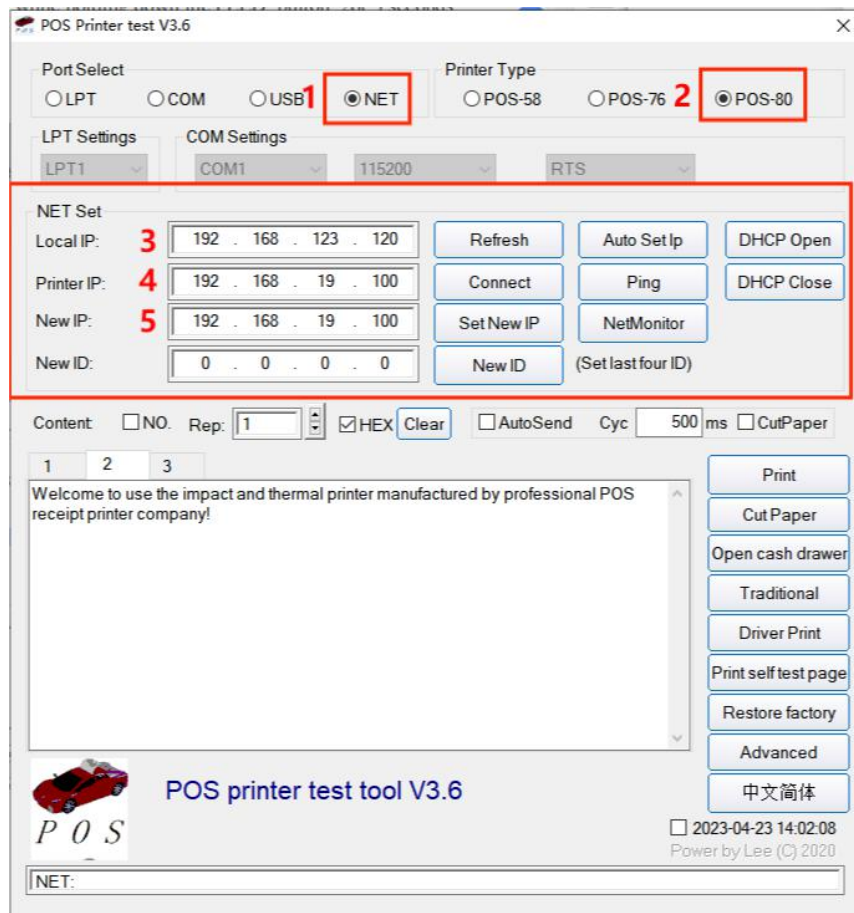 POS Printer test V3.6
Port Select
LPT COM USB 1 NET
Printer Type
POS-58 POS-76 2 POS-80
LPT Settings
LPT1
COM Settings
COM1 115200 RTS
NET Set
Local IP: 3 192 . 168 . 123 . 120 Refresh Auto Set Ip DHCP Open
Printer IP: 4 192 . 168 . 19 . 100 Connect Ping DHCP Close
New IP: 5 192 . 168 . 19 . 100 Set New IP NetMonitor
New ID: 0 . 0 . 0 . 0 New ID (Set last four ID)
Content: NO. Rep: 1 HEX Clear AutoSend Cyc 500 ms CutPaper
1 2 3
Welcome to use the impact and thermal printer manufactured by professional POS
receipt printer company!
Print
Cut Paper
Open cash drawer
Traditional
Driver Print
Print self test page
Restore factory
Advanced
中文简体
POS printer test tool V3.6
POS
2023-04-23 14:02:08
Power by Lee (C) 2020
NET: